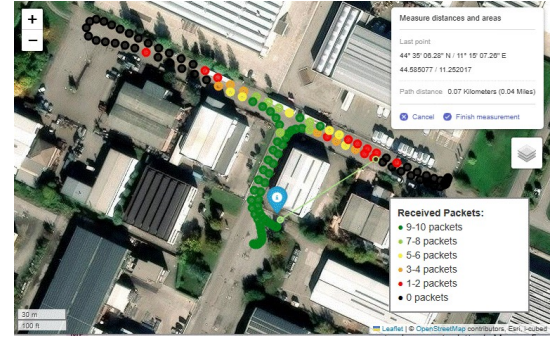 +
−
Measure distances and areas
Last point
44° 35' 06.28" N / 11° 15' 07.26" E
44.585077 / 11.252017
Path distance 0.07 Kilometers (0.04 Miles)
Cancel Finish measurement
Received Packets:
9-10 packets
7-8 packets
5-6 packets
3-4 packets
1-2 packets
0 packets
30 m
100 ft
Leaflet | © OpenStreetMap contributors, Esri, i-cubed